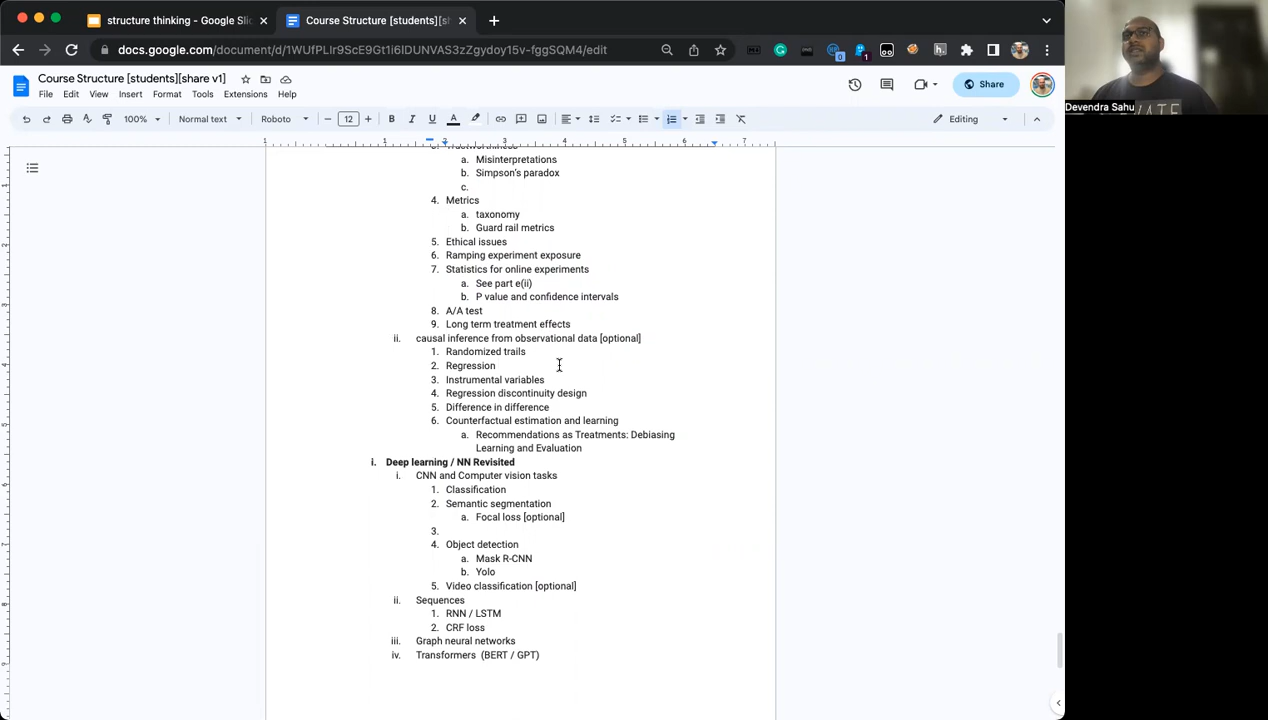 structure thinking - Google Slid
Course Structure [students][sh
docs.google.com/document/d/1WUfPLlr9ScE9Gt1i6lDUNVAS3zZgydoy15v-fggSQM4/edit
Course Structure [students][share v1]
File Edit View Insert Format Tools Extensions Help
Share
100% Normal text Roboto 12 Editing
Devendra Sahu
3. Trustworthiness
a. Misinterpretations
b. Simpson's paradox
c.
4. Metrics
a. taxonomy
b. Guard rail metrics
5. Ethical issues
6. Ramping experiment exposure
7. Statistics for online experiments
a. See part e(ii)
b. P value and confidence intervals
8. A/A test
9. Long term treatment effects
ii. causal inference from observational data [optional]
1. Randomized trails
2. Regression
3. Instrumental variables
4. Regression discontinuity design
5. Difference in difference
6. Counterfactual estimation and learning
a. Recommendations as Treatments: Debiasing
Learning and Evaluation
i. Deep learning / NN Revisited
i. CNN and Computer vision tasks
1. Classification
2. Semantic segmentation
a. Focal loss [optional]
3.
4. Object detection
a. Mask R-CNN
b. Yolo
5. Video classification [optional]
ii. Sequences
1. RNN / LSTM
2. CRF loss
iii. Graph neural networks
iv. Transformers (BERT / GPT)